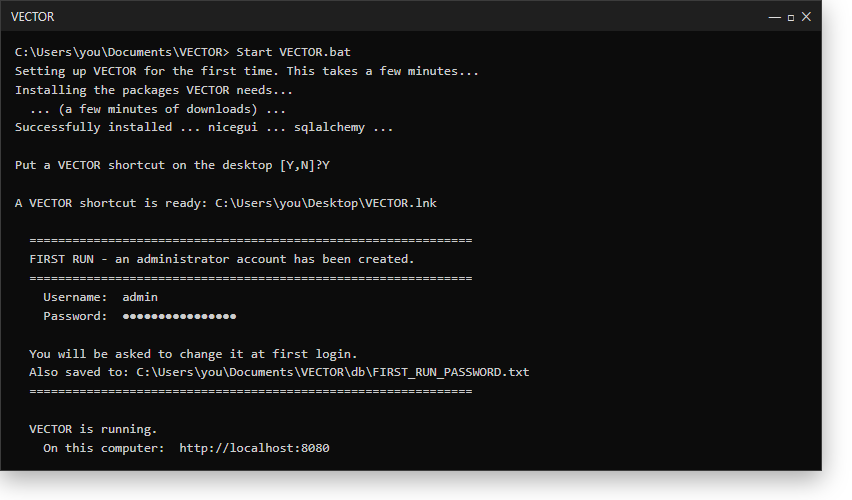 VECTOR
C:\Users\you\Documents\VECTOR> Start VECTOR.bat
Setting up VECTOR for the first time. This takes a few minutes...
Installing the packages VECTOR needs...
... (a few minutes of downloads) ...
Successfully installed ... nicegui ... sqlalchemy ...
Put a VECTOR shortcut on the desktop [Y,N]?Y
A VECTOR shortcut is ready: C:\Users\you\Desktop\VECTOR.lnk
==============================================================
FIRST RUN - an administrator account has been created.
==============================================================
Username:  admin
Password:  ●●●●●●●●●●●●●●●●
You will be asked to change it at first login.
Also saved to: C:\Users\you\Documents\VECTOR\db\FIRST_RUN_PASSWORD.txt
==============================================================
VECTOR is running.
On this computer:  http://localhost:8080